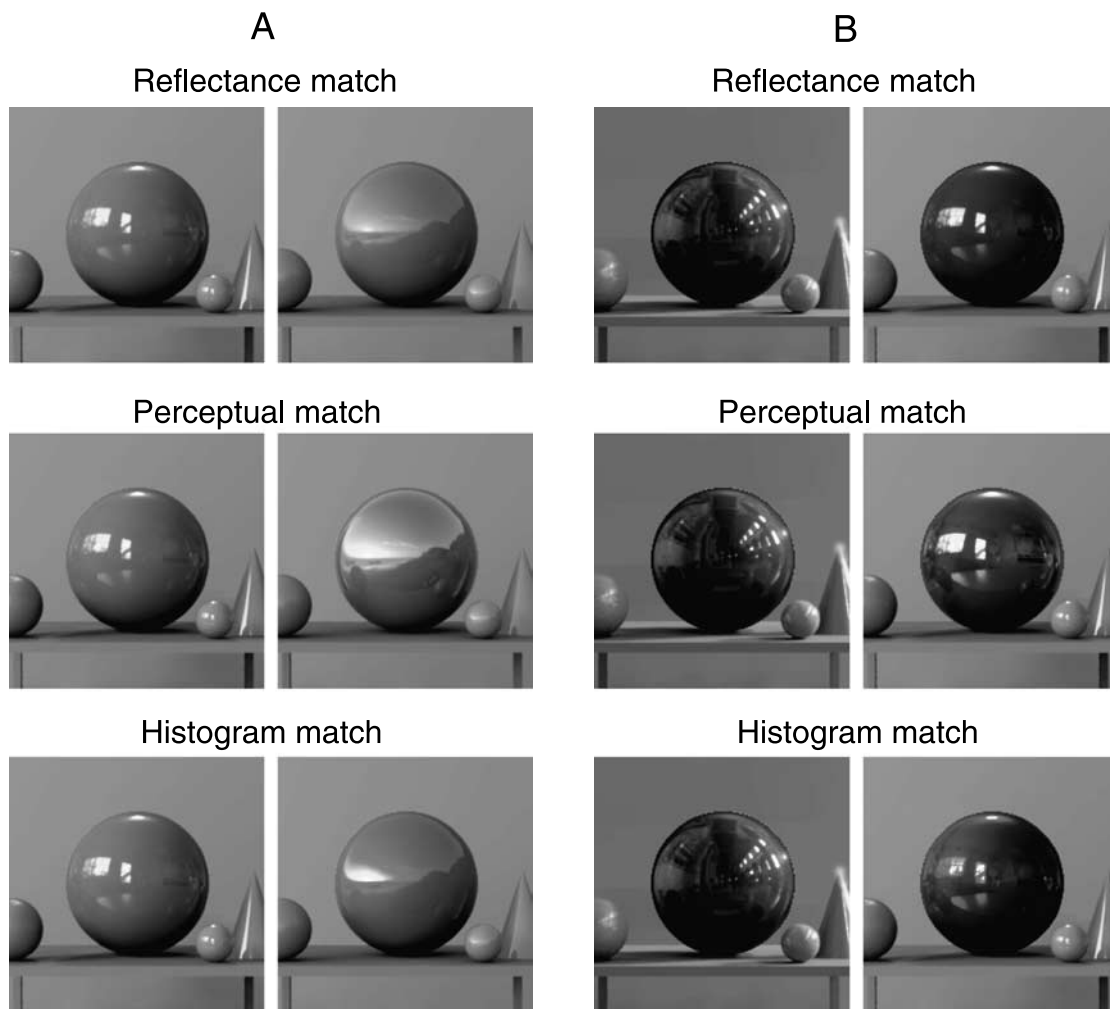 A
B
Reflectance match
Reflectance match
Perceptual match
Perceptual match
Histogram match
Histogram match